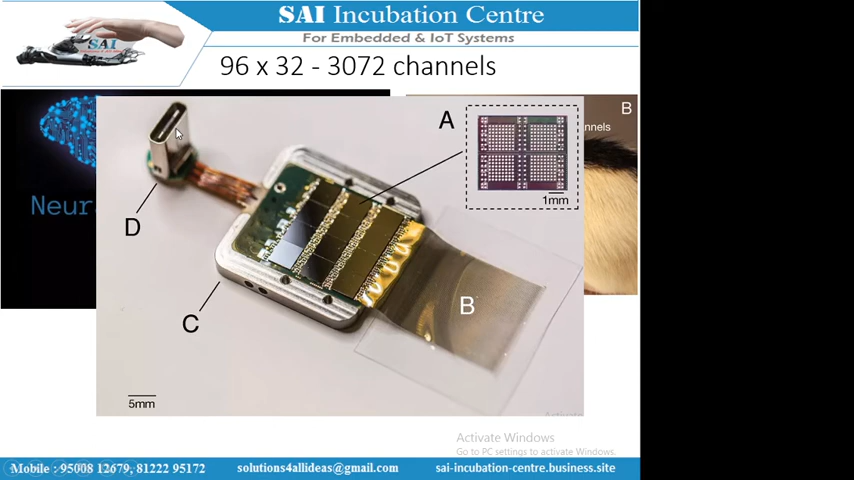 SAI Incubation Centre
For Embedded & IoT Systems
SAI
96 x 32 - 3072 channels
B
nnels
Neur
A
1mm
D
B
C
5mm
Activate Windows
Go to PC settings to activate Windows.
Mobile : 95008 12679, 81222 95172 solutions4allideas@gmail.com sai-incubation-centre.business.site